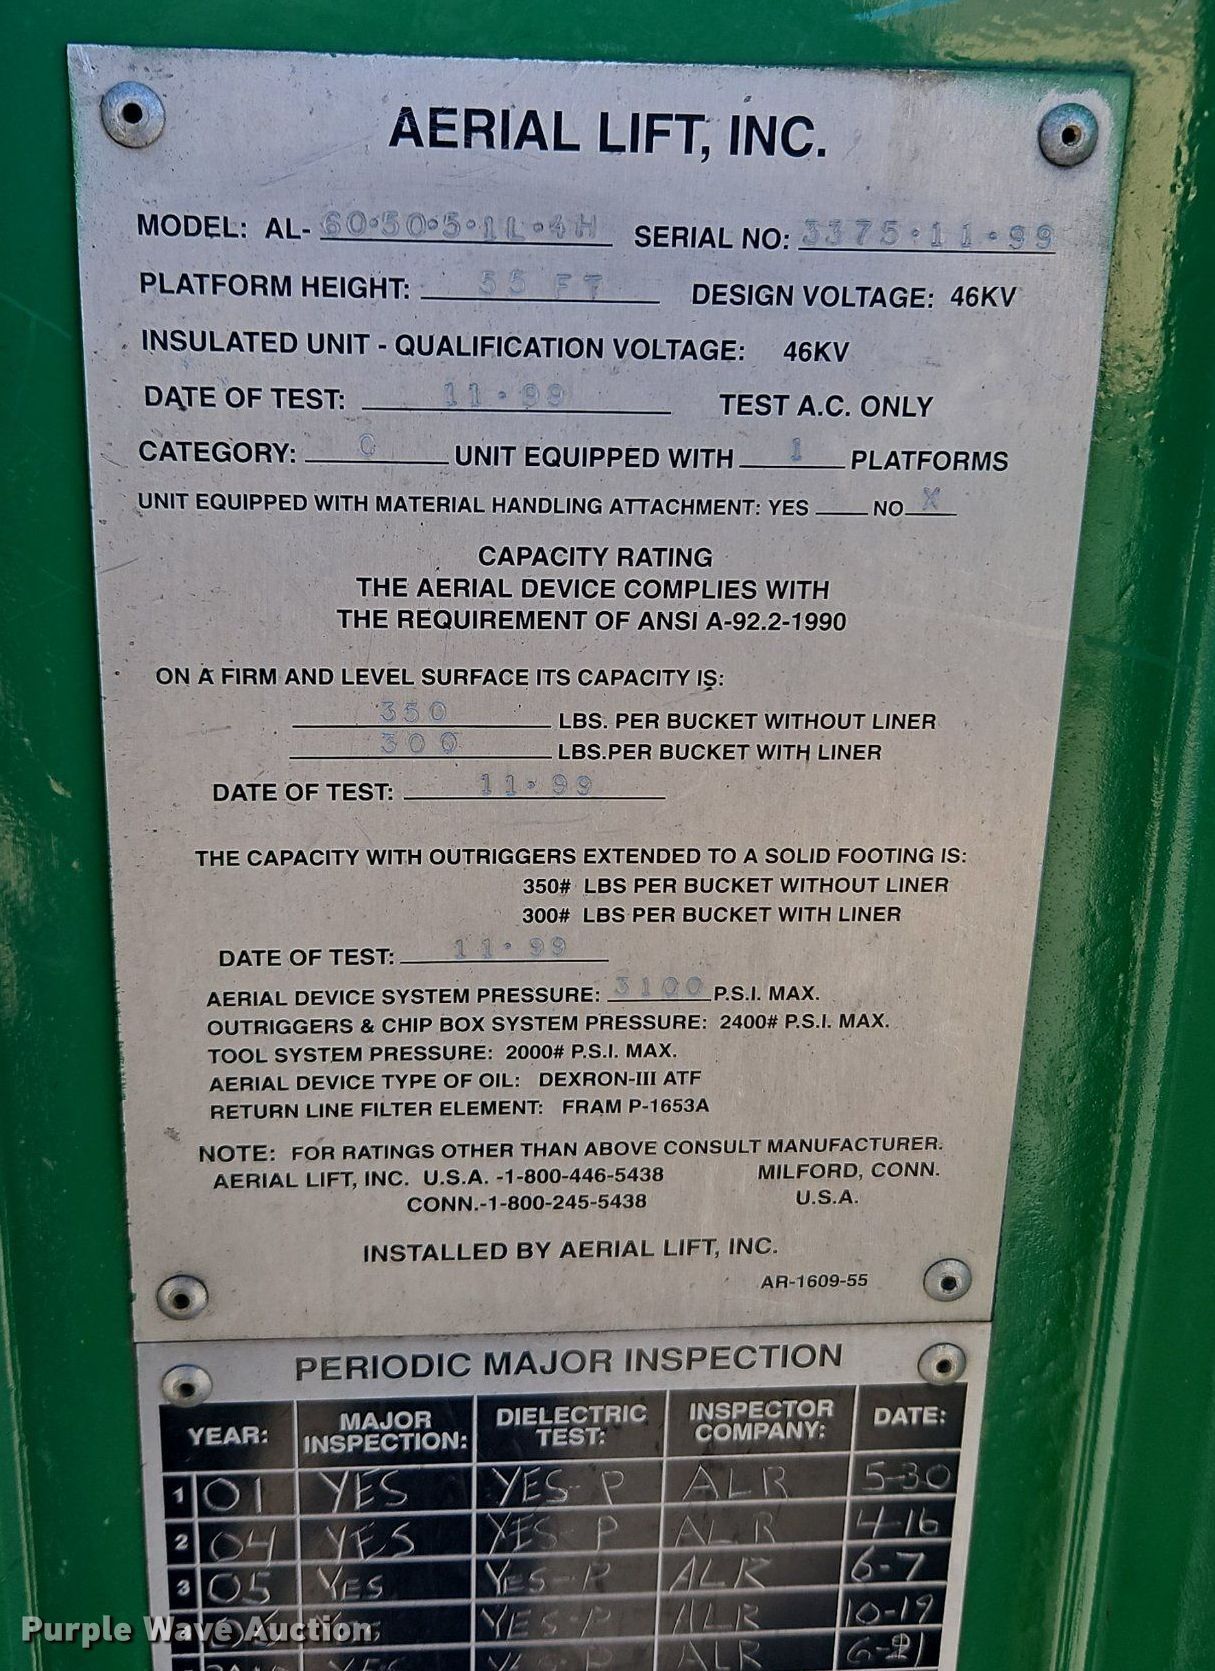 AERIAL LIFT, INC.
MODEL: AL- 60·50·5·1L·4H SERIAL NO: 3375·11·99
PLATFORM HEIGHT: 55 FT DESIGN VOLTAGE: 46KV
INSULATED UNIT - QUALIFICATION VOLTAGE: 46KV
DATE OF TEST: 11·99 TEST A.C. ONLY
CATEGORY: C UNIT EQUIPPED WITH 1 PLATFORMS
UNIT EQUIPPED WITH MATERIAL HANDLING ATTACHMENT: YES ____ NO X
CAPACITY RATING
THE AERIAL DEVICE COMPLIES WITH
THE REQUIREMENT OF ANSI A-92.2-1990
ON A FIRM AND LEVEL SURFACE ITS CAPACITY IS:
350 LBS. PER BUCKET WITHOUT LINER
300 LBS.PER BUCKET WITH LINER
DATE OF TEST: 11·99
THE CAPACITY WITH OUTRIGGERS EXTENDED TO A SOLID FOOTING IS:
350# LBS PER BUCKET WITHOUT LINER
300# LBS PER BUCKET WITH LINER
DATE OF TEST: 11·99
AERIAL DEVICE SYSTEM PRESSURE: 3100 P.S.I. MAX.
OUTRIGGERS & CHIP BOX SYSTEM PRESSURE: 2400# P.S.I. MAX.
TOOL SYSTEM PRESSURE: 2000# P.S.I. MAX.
AERIAL DEVICE TYPE OF OIL: DEXRON-III ATF
RETURN LINE FILTER ELEMENT: FRAM P-1653A
NOTE: FOR RATINGS OTHER THAN ABOVE CONSULT MANUFACTURER.
AERIAL LIFT, INC. U.S.A. -1-800-446-5438 MILFORD, CONN.
CONN.-1-800-245-5438 U.S.A.
INSTALLED BY AERIAL LIFT, INC.
AR-1609-55
PERIODIC MAJOR INSPECTION
YEAR: MAJOR INSPECTION: DIELECTRIC TEST: INSPECTOR COMPANY: DATE:
1 01 YES YES-P ALR 5-30
2 04 YES YES-P ALR 4-16
3 05 YES YES-P ALR 6-7
YES-P ALR 10-19
YES YES-P ALR
Purple Wave Auction